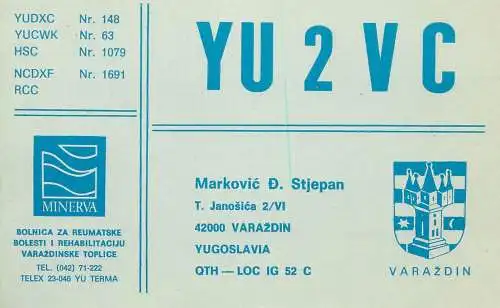 YUDXC Nr. 148
YUCWK Nr. 63
HSC Nr. 1079
NCDXF Nr. 1691
RCC
YU 2 VC
MINERVA
BOLNICA ZA REUMATSKE
BOLESTI I REHABILITACIJU
VARAŽDINSKE TOPLICE
TEL. (042) 71-222
TELEX 23-046 YU TERMA
Marković Đ. Stjepan
T. Janošića 2/VI
42000 VARAŽDIN
YUGOSLAVIA
QTH — LOC IG 52 C
VARAŽDIN